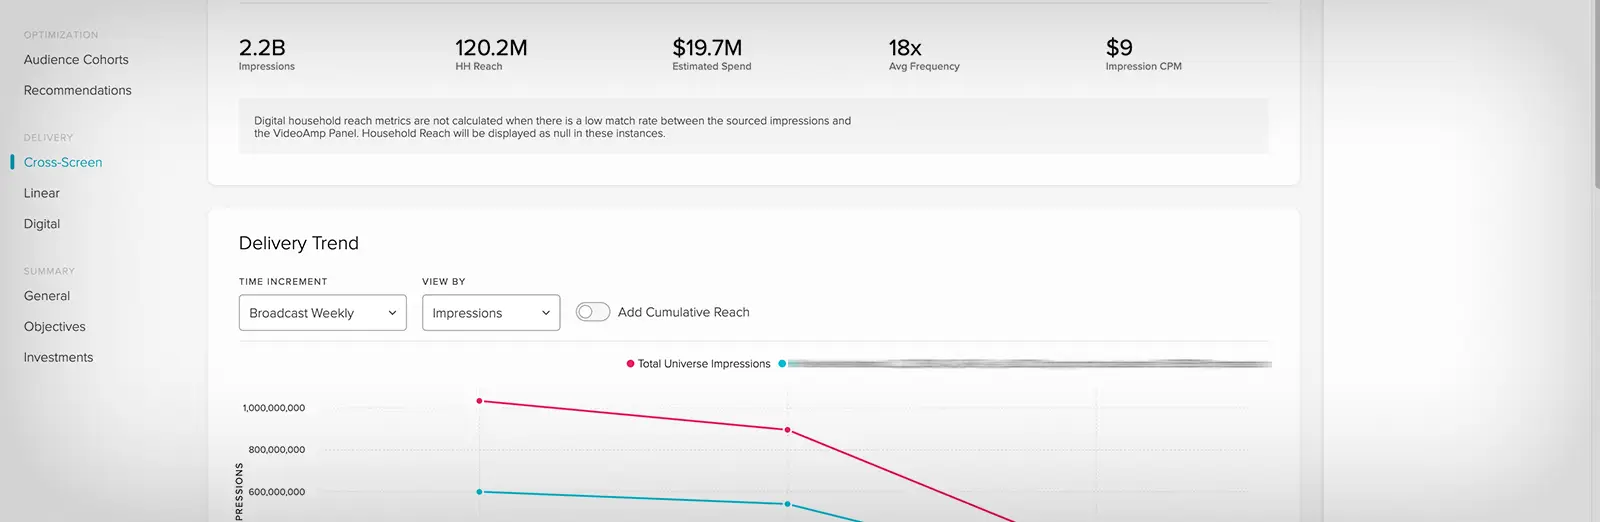 OPTIMIZATION
Audience Cohorts
Recommendations
DELIVERY
Cross-Screen
Linear
Digital
SUMMARY
General
Objectives
Investments
2.2B
Impressions
120.2M
HH Reach
$19.7M
Estimated Spend
18x
Avg Frequency
$9
Impression CPM
Digital household reach metrics are not calculated when there is a low match rate between the sourced impressions and
the VideoAmp Panel. Household Reach will be displayed as null in these instances.
Delivery Trend
TIME INCREMENT
Broadcast Weekly
VIEW BY
Impressions
Add Cumulative Reach
Total Universe Impressions
1,000,000,000
800,000,000
600,000,000